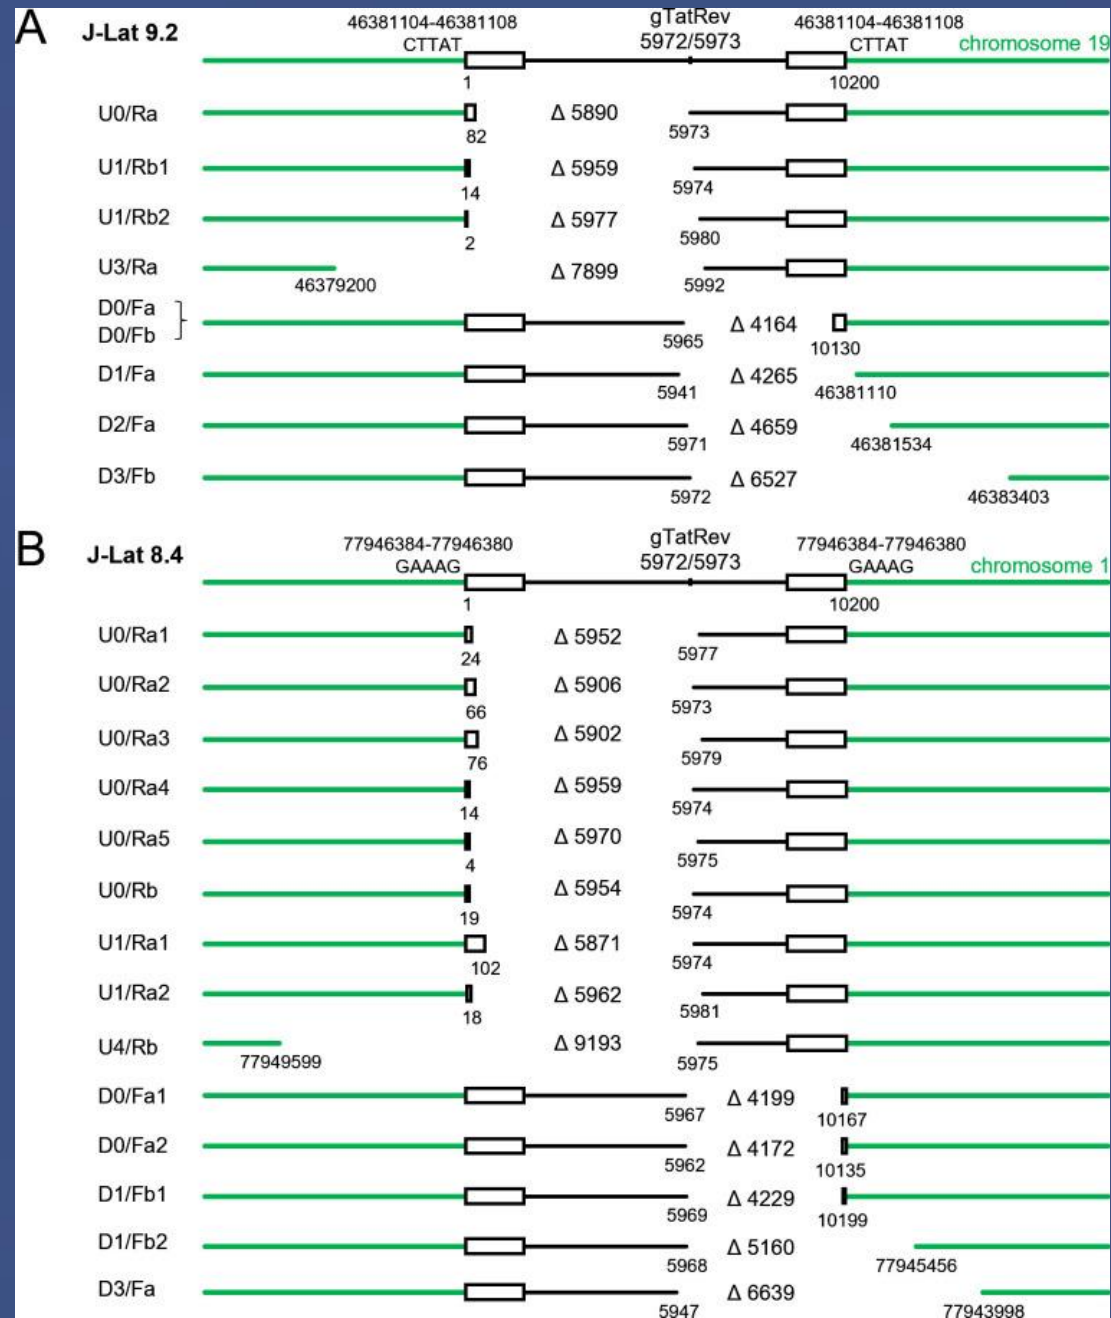 A
J-Lat 9.2
46381104-46381108
CTTAT
gTatRev
5972/5973
46381104-46381108
CTTAT
chromosome 19
1
10200
U0/Ra
Δ 5890
82
5973
U1/Rb1
Δ 5959
14
5974
U1/Rb2
Δ 5977
2
5980
U3/Ra
Δ 7899
46379200
5992
D0/Fa
D0/Fb
Δ 4164
5965
10130
D1/Fa
Δ 4265
5941
46381110
D2/Fa
Δ 4659
5971
46381534
D3/Fb
Δ 6527
5972
46383403
B
J-Lat 8.4
77946384-77946380
GAAAG
gTatRev
5972/5973
77946384-77946380
GAAAG
chromosome 1
1
10200
U0/Ra1
Δ 5952
24
5977
U0/Ra2
Δ 5906
66
5973
U0/Ra3
Δ 5902
76
5979
U0/Ra4
Δ 5959
14
5974
U0/Ra5
Δ 5970
4
5975
U0/Rb
Δ 5954
19
5974
U1/Ra1
Δ 5871
102
5974
U1/Ra2
Δ 5962
18
5981
U4/Rb
Δ 9193
77949599
5975
D0/Fa1
Δ 4199
5967
10167
D0/Fa2
Δ 4172
5962
10135
D1/Fb1
Δ 4229
5969
10199
D1/Fb2
Δ 5160
5968
77945456
D3/Fa
Δ 6639
5947
77943998